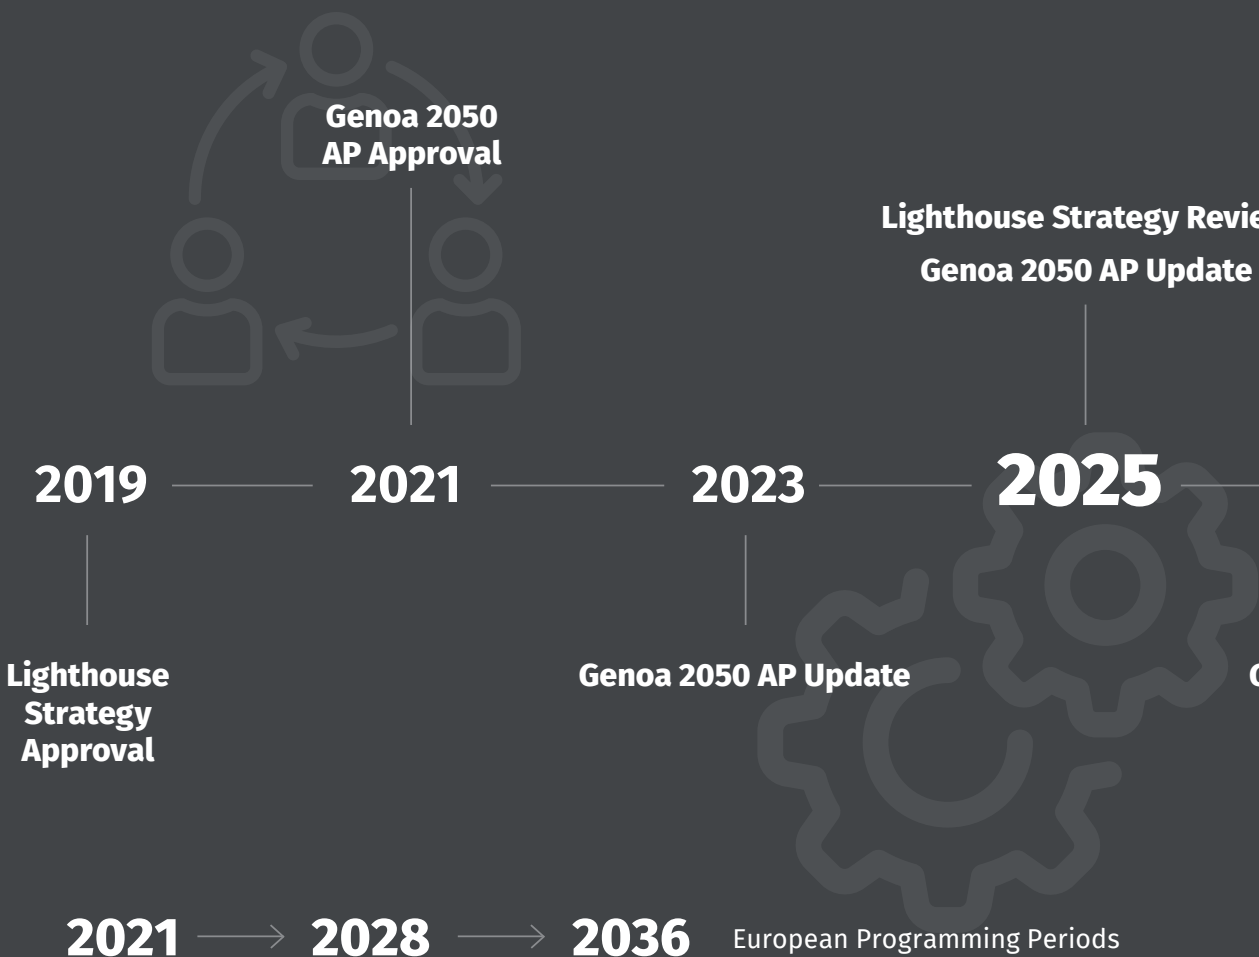 Genoa 2050
AP Approval
Lighthouse Strategy Revie
Genoa 2050 AP Update
2019
2021
2023
2025
Lighthouse
Strategy
Approval
Genoa 2050 AP Update
2021
2028
2036
European Programming Periods